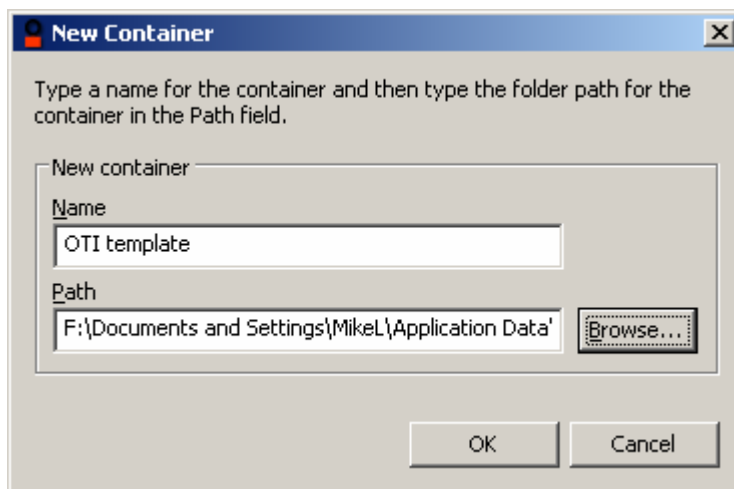 New Container
Type a name for the container and then type the folder path for the
container in the Path field.
New container
Name
OTI template
Path
F:\Documents and Settings\MikeL\Application Data'
Browse...
OK
Cancel